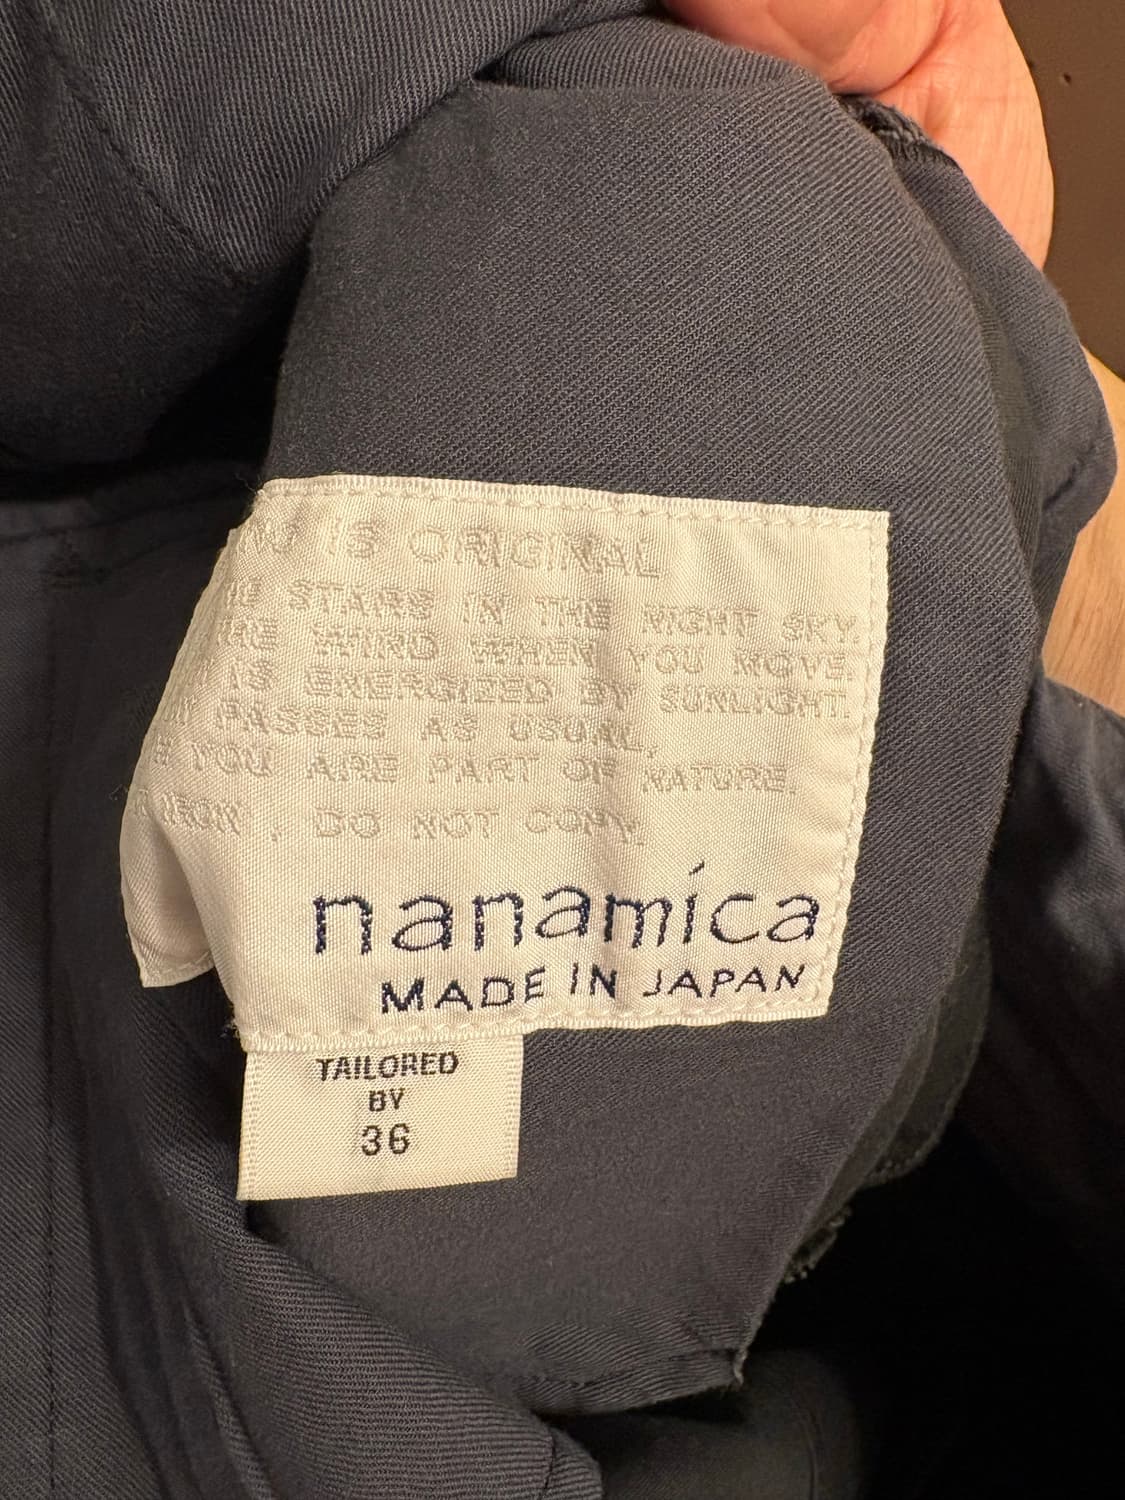 IS ORIGINAL
STARS IN THE NIGHT SKY.
WIND WHEN YOU MOVE.
IS ENERGIZED BY SUNLIGHT.
PASSES AS USUAL,
YOU ARE PART OF NATURE.
, DO NOT COPY.
nanamica
MADE IN JAPAN
TAILORED
BY
36